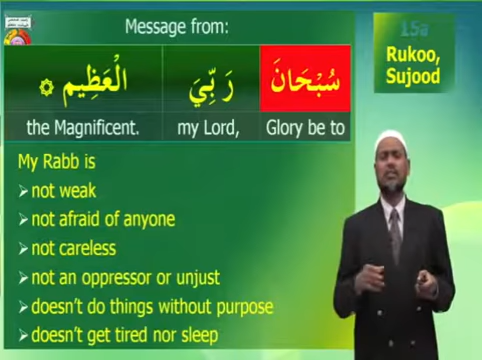 Message from:
15a
Rukoo,
Sujood
سُبْحَانَ رَبِّيَ الْعَظِيم
Glory be to
my Lord,
the Magnificent.
My Rabb is
➢not weak
➢not afraid of anyone
➢not careless
➢not an oppressor or unjust
➢doesn’t do things without purpose
➢doesn’t get tired nor sleep